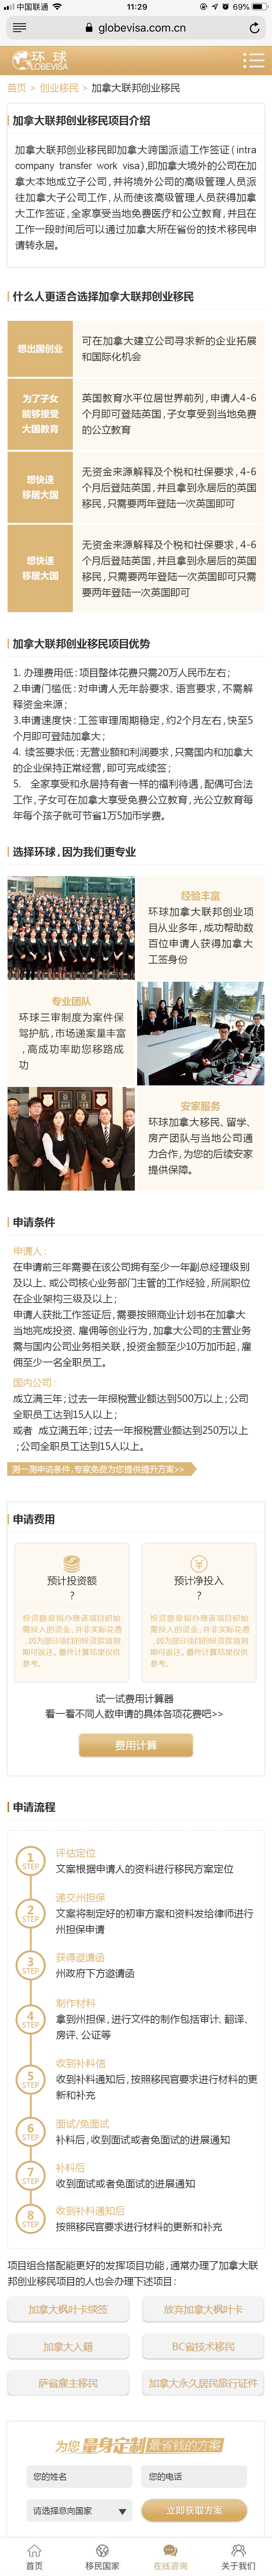 中国联通 11:29 69%
globevisa.com.cn
环球
GLOBEVISA
首页 > 创业移民 > 加拿大联邦创业移民
加拿大联邦创业移民项目介绍
加拿大联邦创业移民即加拿大跨国派遣工作签证(intra
company transfer work visa),即加拿大境外的公司在加
拿大本地成立子公司,并将境外公司的高级管理人员派
往加拿大子公司工作,从而使该高级管理人员获得加拿
大工作签证,全家享受当地免费医疗和公立教育,并且在
工作一段时间后可以通过加拿大所在省份的技术移民申
请转永居。
什么人更适合选择加拿大联邦创业移民
想出国创业
可在加拿大建立公司寻求新的企业拓展
和国际化机会
为了子女
能够接受
大国教育
英国教育水平位居世界前列,申请人4-6
个月即可登陆英国,子女享受到当地免费
的公立教育
想快速
移居大国
无资金来源解释及个税和社保要求,4-6
个月后登陆英国,并且拿到永居后的英国
移民,只需要两年登陆一次英国即可
想快速
移居大国
无资金来源解释及个税和社保要求,4-6
个月后登陆英国,并且拿到永居后的英国
移民,只需要两年登陆一次英国即可只需
要两年登陆一次英国即可
加拿大联邦创业移民项目优势
1. 办理费用低:项目整体花费只需20万人民币左右;
2.申请门槛低:对申请人无年龄要求、语言要求,不需解
释资金来源;
3.申请速度快:工签审理周期稳定,约2个月左右,快至5
个月即可登陆加拿大;
4. 续签要求低:无营业额和利润要求,只需国内和加拿大
的企业保持正常经营,即可完成续签;
5. 全家享受和永居持有者一样的福利待遇,配偶可合法
工作,子女可在加拿大享受免费公立教育,光公立教育每
年每个孩子就可节省1万5加币学费。
选择环球,因为我们更专业
经验丰富
环球加拿大联邦创业项
目从业多年,成功帮助数
百位申请人获得加拿大
工签身份
专业团队
环球三审制度为案件保
驾护航,市场递案量丰富
,高成功率助您移路成
功
安家服务
环球加拿大移民、留学、
房产团队与当地公司通
力合作,为您的后续安家
提供保障。
申请条件
申请人:
在申请前三年需要在该公司拥有至少一年副总经理级别
及以上、或公司核心业务部门主管的工作经验,所属职位
在企业架构三级及以上;
申请人获批工作签证后,需要按照商业计划书在加拿大
当地完成投资、雇佣等创业行为,加拿大公司的主营业务
需与国内公司业务相关联,投资金额至少10万加币起,雇
佣至少一名全职员工。
国内公司:
成立满三年;过去一年报税营业额达到500万以上;公司
全职员工达到15人以上;
或者 成立满五年;过去一年报税营业额达到250万以上
;公司全职员工达到15人以上。
测一测申请条件,专家免费为您提供提升方案>>
申请费用
预计投资额
?
投资额是指办理该项目初始
需投入的资金,并非实际花费
,因为部分项目的投资款项到
期可返还。最终计算结果仅供
参考。
预计净投入
?
投资额是指办理该项目初始
需投入的资金,并非实际花费
,因为部分项目的投资款项到
期可返还。最终计算结果仅供
参考。
试一试费用计算器
看一看不同人数申请的具体各项花费吧>>
费用计算
申请流程
1
STEP
评估定位
文案根据申请人的资料进行移民方案定位
2
STEP
递交州担保
文案将制定好的初审方案和资料发给律师进行
州担保申请
3
STEP
获得邀请函
州政府下方邀请函
4
STEP
制作材料
拿到州担保,进行文件的制作包括审计、翻译、
房评、公证等
5
STEP
收到补料信
收到补料通知后,按照移民官要求进行材料的更
新和补充
6
STEP
面试/免面试
补料后,收到面试或者免面试的进展通知
7
STEP
补料后
收到面试或者免面试的进展通知
8
STEP
收到补料通知后
按照移民官要求进行材料的更新和补充
项目组合搭配能更好的发挥项目功能,通常办理了加拿大联
邦创业移民项目的人也会办理下述项目:
加拿大枫叶卡续签
放弃加拿大枫叶卡
加拿大入籍
BC省技术移民
萨省雇主移民
加拿大永久居民旅行证件
为您量身定制最省钱的方案
您的姓名
您的电话
请选择意向国家
立即获取方案
首页
移民国家
在线咨询
关于我们